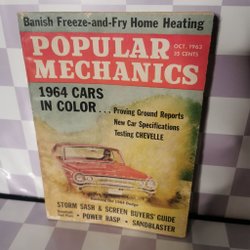 Banish Freeze-and-Fry Home Heating
POPULAR
OCT. 1963
35 CENTS
MECHANICS
1964 CARS
IN COLOR...
Proving Ground Reports
New Car Specifications
Testing CHEVELLE
STORM SASH & SCREEN BUYERS' GUIDE
• POWER RASP • SANDBLASTER